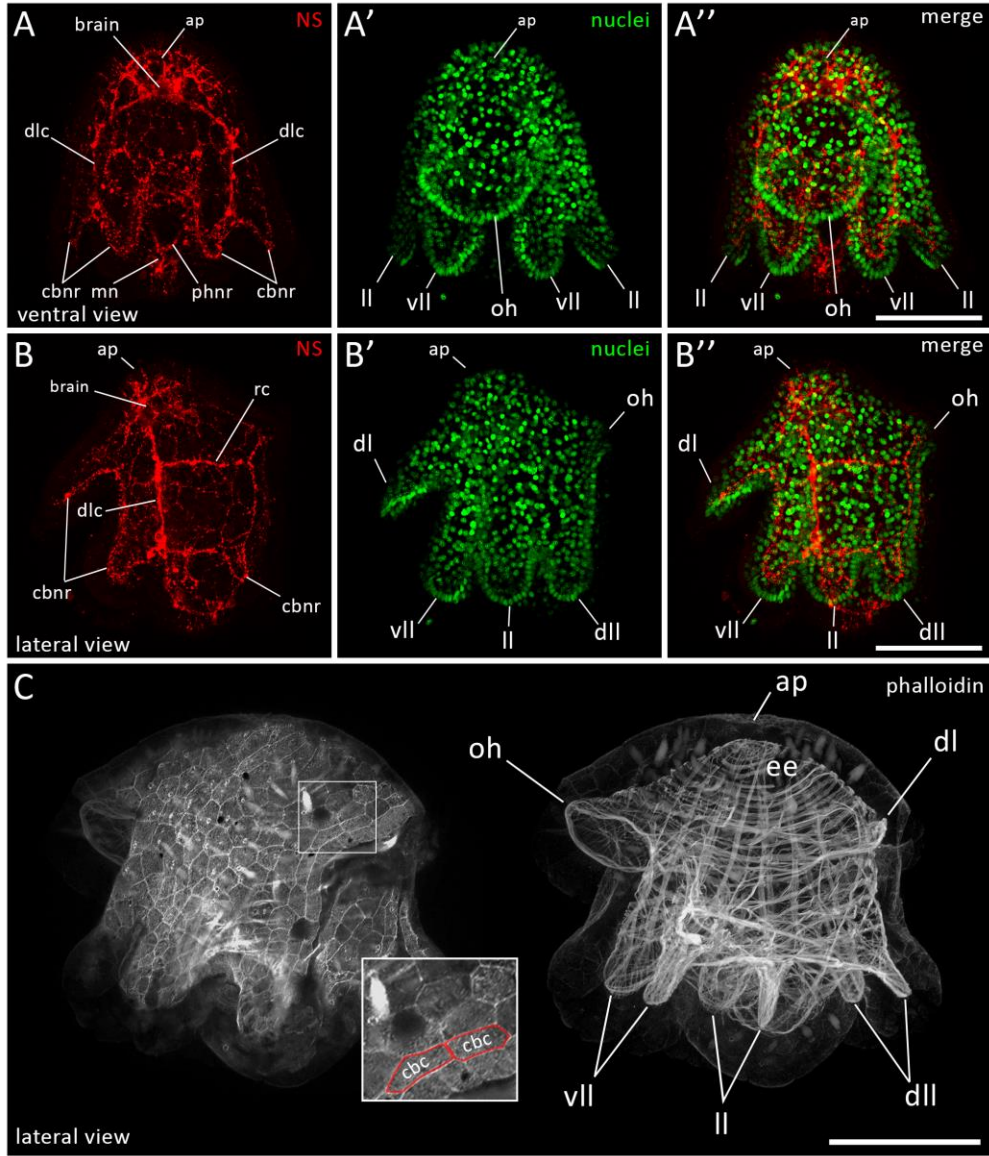 A
NS
brain
ap
dlc
dlc
cbnr
mn
phnr
cbnr
ventral view
A’
nuclei
ap
ll
vll
oh
vll
ll
A’’
merge
ap
ll
vll
oh
vll
ll
B
NS
ap
brain
rc
dlc
cbnr
cbnr
lateral view
B’
nuclei
ap
oh
dl
vll
ll
dll
B’’
merge
ap
oh
dl
vll
ll
dll
C
phalloidin
ap
oh
dl
ee
cbc
cbc
vll
ll
dll
lateral view